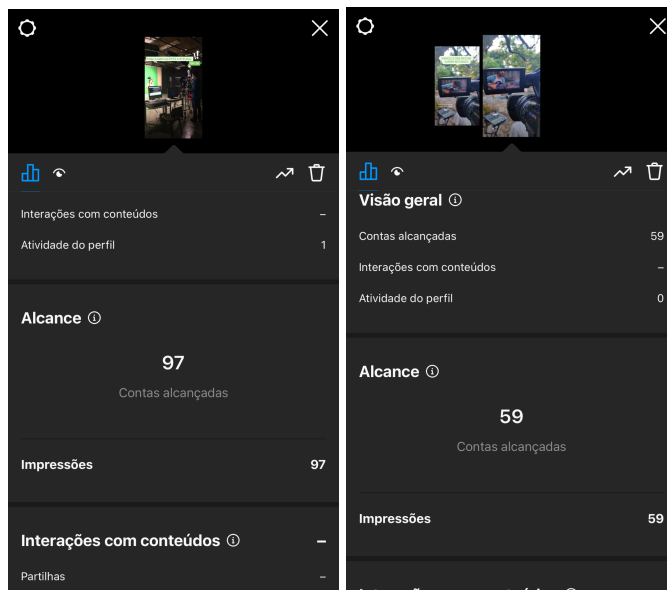 Interações com conteúdos –
Atividade do perfil 1
Alcance
97
Contas alcançadas
Impressões 97
Interações com conteúdos –
Partilhas –
Visão geral
Contas alcançadas 59
Interações com conteúdos –
Atividade do perfil 0
Alcance
59
Contas alcançadas
Impressões 59